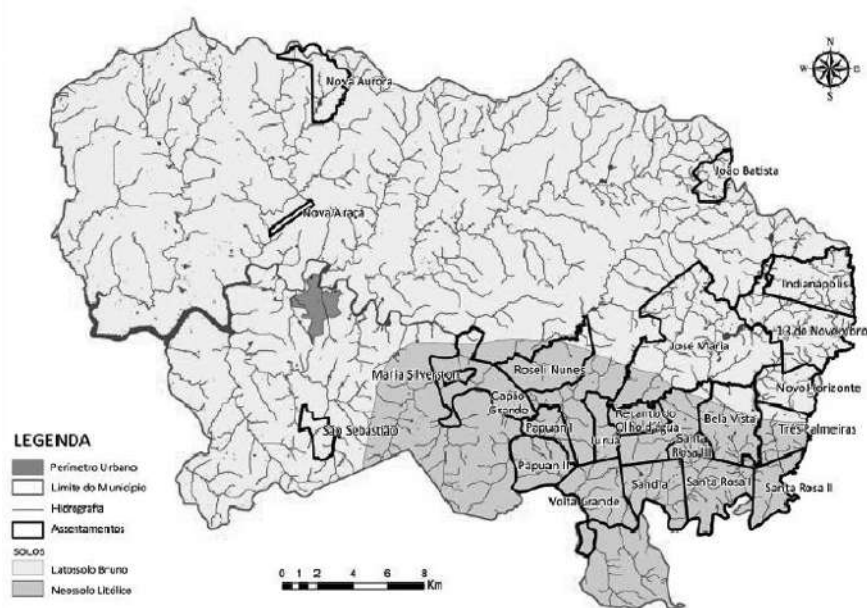 N
W E
S
Nova Aurora
João Batista
Nova Araçá
Indianápolis
13 de Novembro
José Maria
Roseli Nunes
Maria Silverston
Novo Horizonte
Capão
Grande
Recanto do
Olho d'água
Bela Vista
São Sebastião
Papuan I
Três Palmeiras
Juruá
Santa
Rosa III
Papuan II
Sandra
Santa Rosa I
Santa Rosa II
Volta Grande
LEGENDA
Perímetro Urbano
Limite do Município
Hidrografia
Assentamentos
SOLOS
Latossolo Bruno
Neossolo Litólico
0 1 2 4 6 8
Km